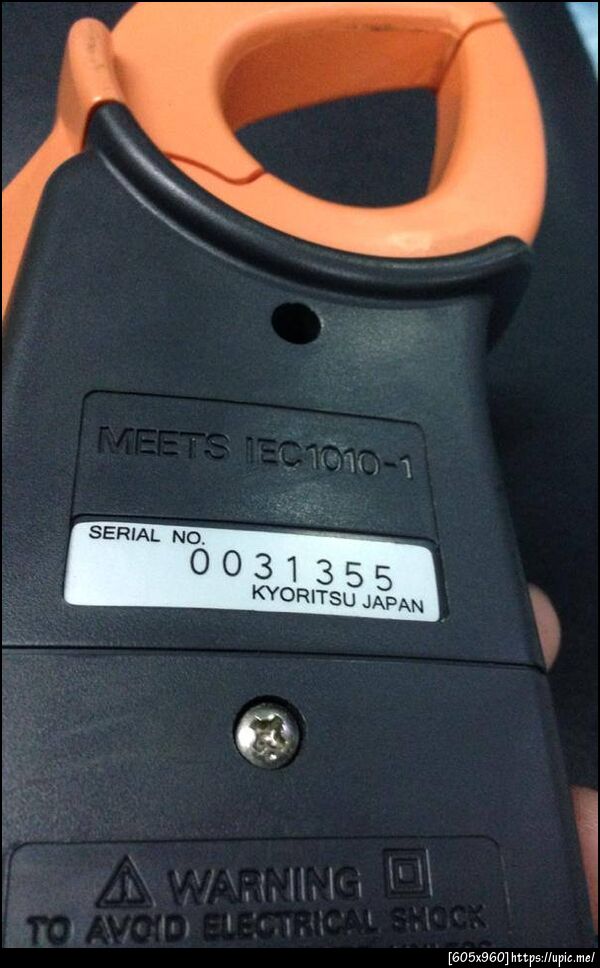 MEETS IEC1010-1
SERIAL NO.
0031355
KYORITSU JAPAN
WARNING
TO AVOID ELECTRICAL SHOCK
[605x960]https://upic.me/